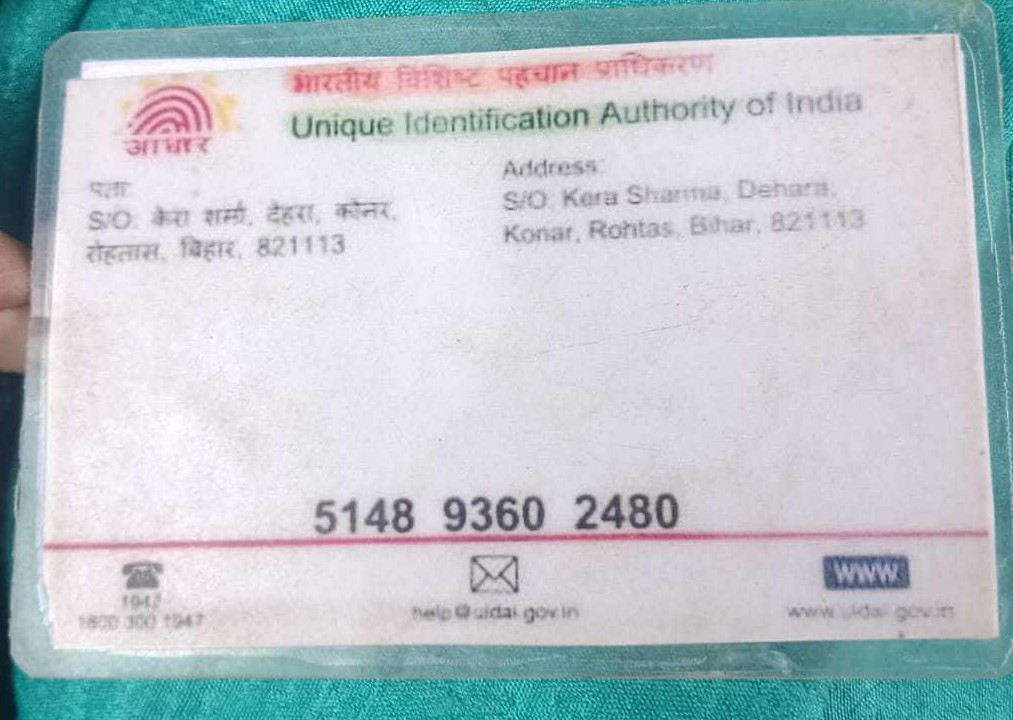 भारतीय विशिष्ट पहचान प्राधिकरण
Unique Identification Authority of India
आधार
पता:
S/O: केरा शर्मा, देहरा, कोनर,
रोहतास, बिहार, 821113
Address:
S/O: Kera Sharma, Dehara,
Konar, Rohtas, Bihar, 821113
5148 9360 2480
1947
1800 300 1947
help@uidai.gov.in
WWW
www.uidai.gov.in